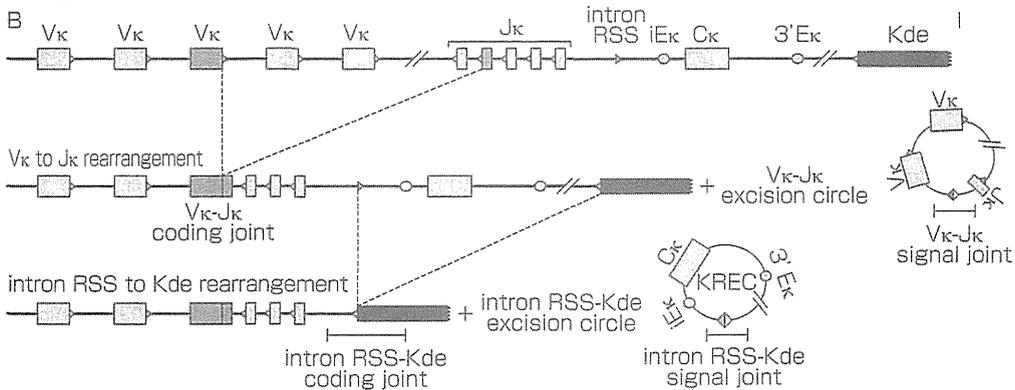 B
Vκ Vκ Vκ Vκ Vκ Jκ intron RSS iEκ Cκ 3'Eκ Kde
Vκ to Jκ rearrangement
Vκ-Jκ
coding joint
+ Vκ-Jκ
excision circle
Vκ
Vκ
Jκ
Vκ-Jκ
signal joint
intron RSS to Kde rearrangement
intron RSS-Kde
coding joint
+ intron RSS-Kde
excision circle
Cκ
KREC
3' Eκ
iEκ
intron RSS-Kde
signal joint